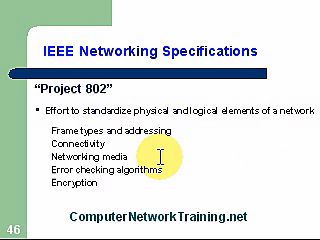 IEEE Networking Specifications
“Project 802”
• Effort to standardize physical and logical elements of a network
Frame types and addressing
Connectivity
Networking media
Error checking algorithms
Encryption
ComputerNetworkTraining.net
46